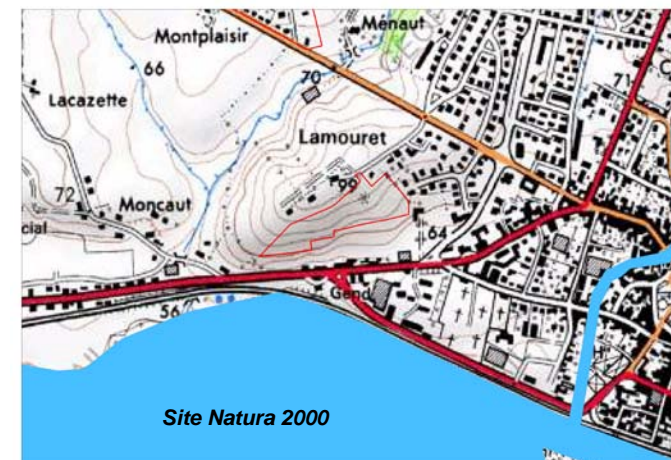 Ménaut
Montplaisir
66
70
71
Lacazette
Lamouret
99
72
Moncaut
64
cial
Gend
56
H
Site Natura 2000